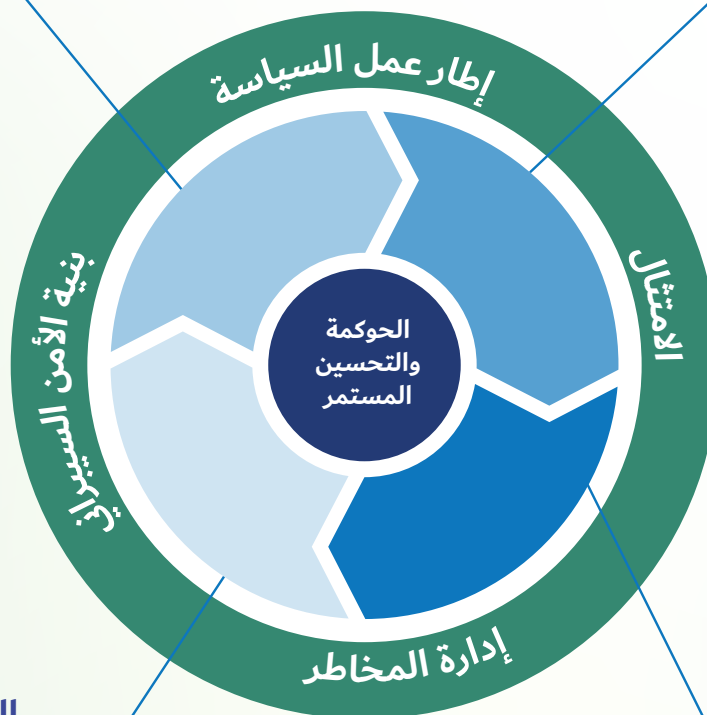 إطار عمل السياسة
الامتثال
بنية الأمن السيبراني
الحوكمة
والتحسين
المستمر
إدارة المخاطر